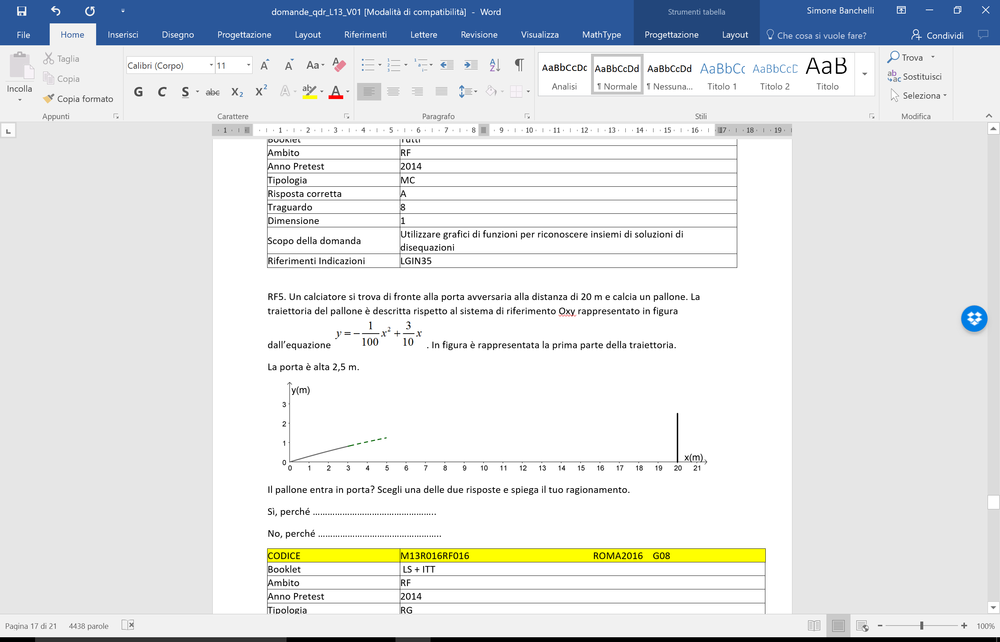 domande_qdr_L13_V01 [Modalità di compatibilità] - Word
Strumenti tabella
Simone Banchelli
File Home Inserisci Disegno Progettazione Layout Riferimenti Lettere Revisione Visualizza MathType Progettazione Layout Che cosa si vuole fare? Condividi
Incolla
Taglia
Copia
Copia formato
Appunti
Calibri (Corpo) 11
G C S abc X₂ X²
Carattere
Paragrafo
AaBbCcDc AaBbCcDd AaBbCcDd AaBbCc AaBbCcD AaB
Analisi ¶ Normale ¶ Nessuna... Titolo 1 Titolo 2 Titolo
Stili
Trova
Sostituisci
Seleziona
Modifica
1 1 2 3 4 5 6 7 8 9 10 11 12 13 14 15 16 17 18 19
Booklet Tutti
Ambito RF
Anno Pretest 2014
Tipologia MC
Risposta corretta A
Traguardo 8
Dimensione 1
Scopo della domanda Utilizzare grafici di funzioni per riconoscere insiemi di soluzioni di
disequazioni
Riferimenti Indicazioni LGIN35
RF5. Un calciatore si trova di fronte alla porta avversaria alla distanza di 20 m e calcia un pallone. La
traiettoria del pallone è descritta rispetto al sistema di riferimento Oxy rappresentato in figura
dall'equazione y = −1/100 x² + 3/10 x . In figura è rappresentata la prima parte della traiettoria.
La porta è alta 2,5 m.
y(m)
3
2
1
0
x(m)
0 1 2 3 4 5 6 7 8 9 10 11 12 13 14 15 16 17 18 19 20 21
Il pallone entra in porta? Scegli una delle due risposte e spiega il tuo ragionamento.
Sì, perché …………………………………………..
No, perché …………………………………………..
CODICE M13R016RF016 ROMA2016 G08
Booklet LS + ITT
Ambito RF
Anno Pretest 2014
Tipologia RG
Pagina 17 di 21 4438 parole 100%